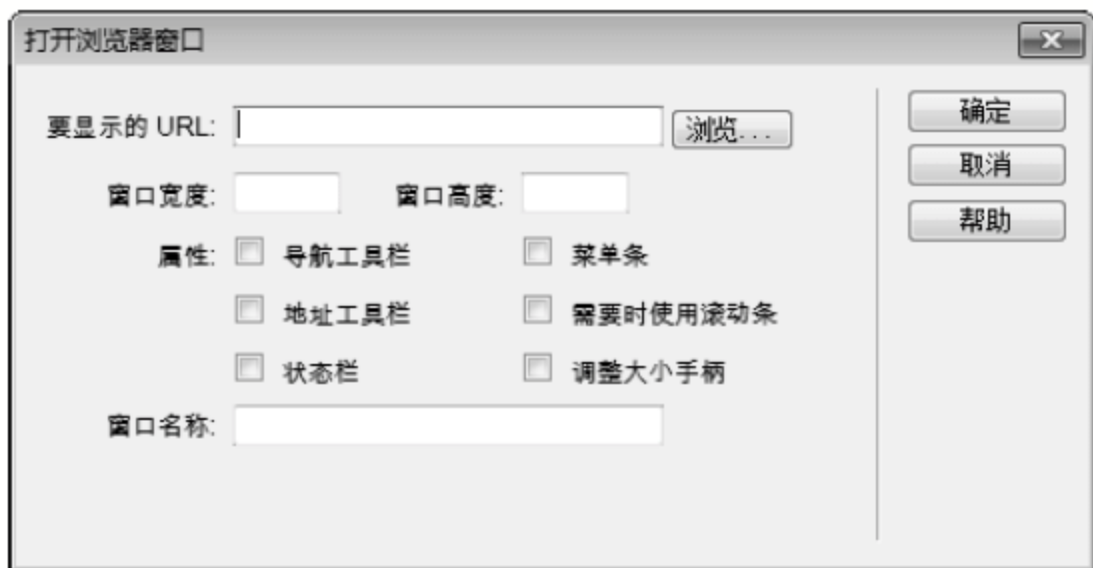 打开浏览器窗口
要显示的 URL: 浏览... 确定
取消
窗口宽度: 窗口高度: 帮助
属性: 导航工具栏 菜单条
地址工具栏 需要时使用滚动条
状态栏 调整大小手柄
窗口名称: